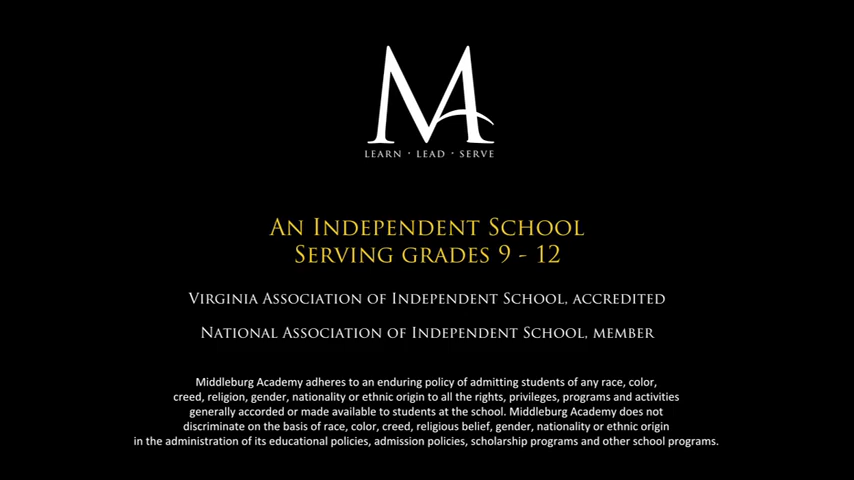 MA
LEARN · LEAD · SERVE
AN INDEPENDENT SCHOOL
SERVING GRADES 9 - 12
VIRGINIA ASSOCIATION OF INDEPENDENT SCHOOL, ACCREDITED
NATIONAL ASSOCIATION OF INDEPENDENT SCHOOL, MEMBER
Middleburg Academy adheres to an enduring policy of admitting students of any race, color,
creed, religion, gender, nationality or ethnic origin to all the rights, privileges, programs and activities
generally accorded or made available to students at the school. Middleburg Academy does not
discriminate on the basis of race, color, creed, religious belief, gender, nationality or ethnic origin
in the administration of its educational policies, admission policies, scholarship programs and other school programs.